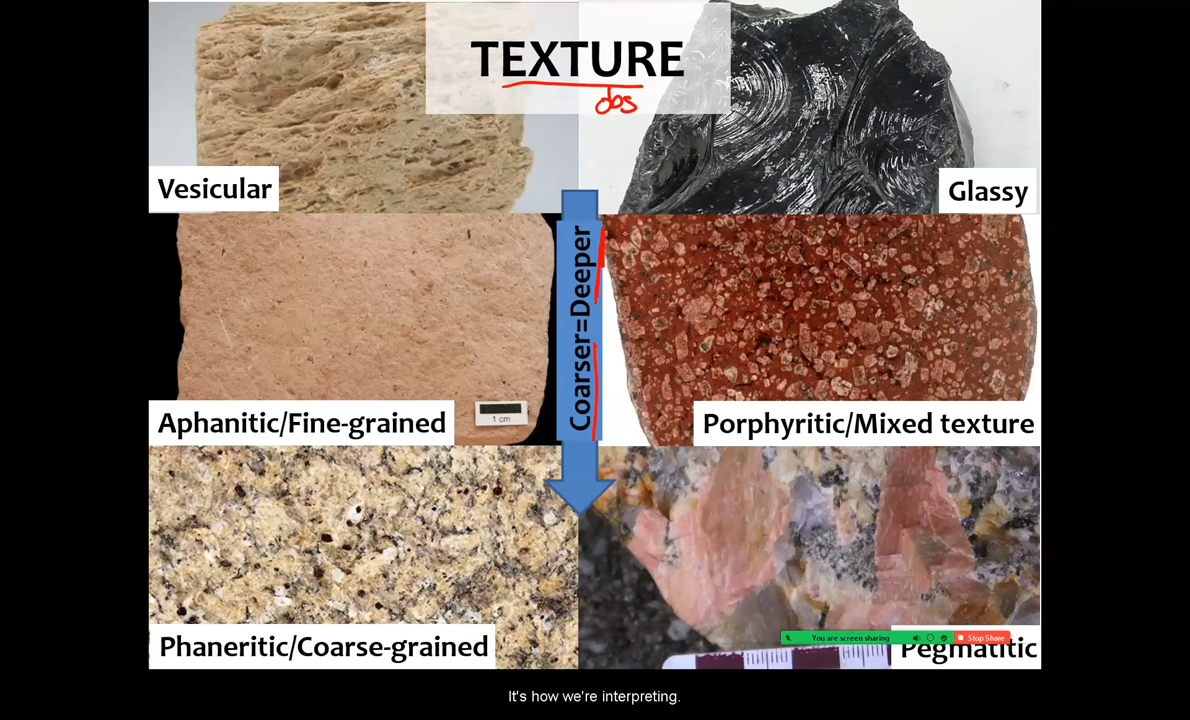 TEXTURE
obs
Vesicular
Glassy
Coarser=Deeper
Aphanitic/Fine-grained
1 cm
Porphyritic/Mixed texture
Phaneritic/Coarse-grained
You are screen sharing
Stop Share
Pegmatitic
It's how we're interpreting.